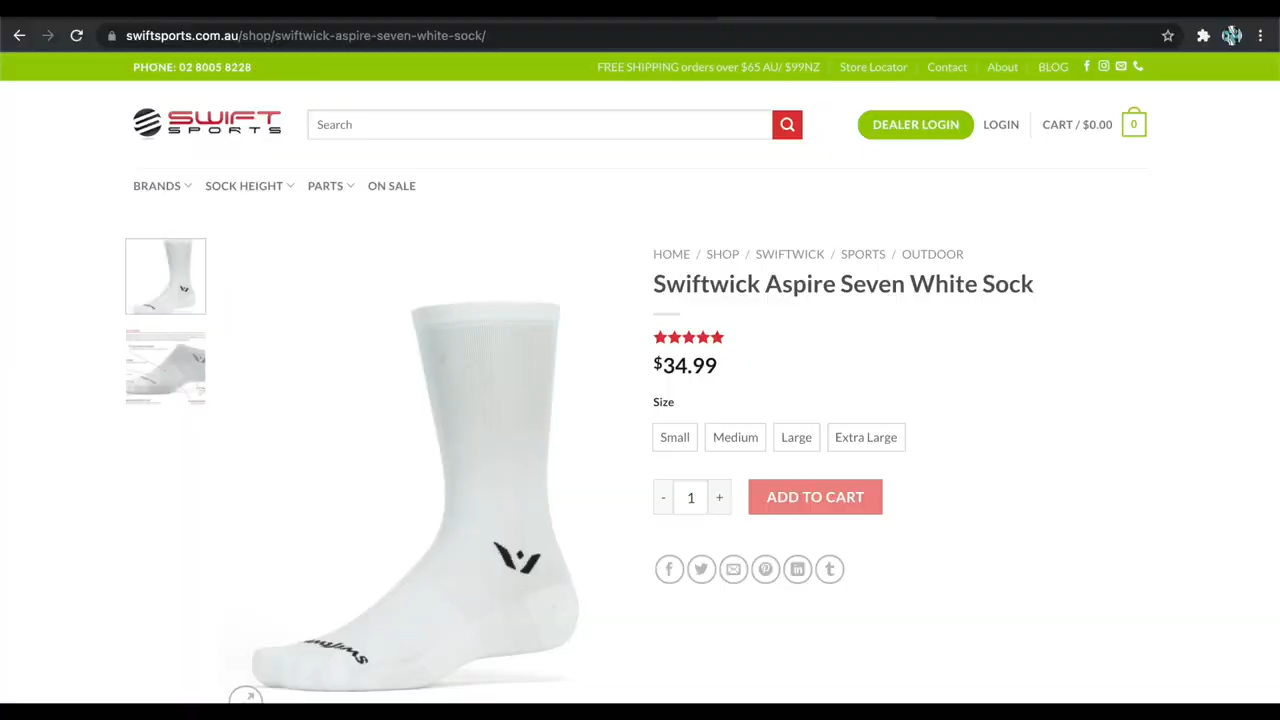 swiftsports.com.au/shop/swiftwick-aspire-seven-white-sock/
PHONE: 02 8005 8228
FREE SHIPPING orders over $65 AU/ $99NZ
Store Locator
Contact
About
BLOG
SWIFT
SPORTS
Search
DEALER LOGIN
LOGIN
CART / $0.00
0
BRANDS
SOCK HEIGHT
PARTS
ON SALE
HOME / SHOP / SWIFTWICK / SPORTS / OUTDOOR
Swiftwick Aspire Seven White Sock
$34.99
Size
Small
Medium
Large
Extra Large
- 1 +
ADD TO CART
swiftwick